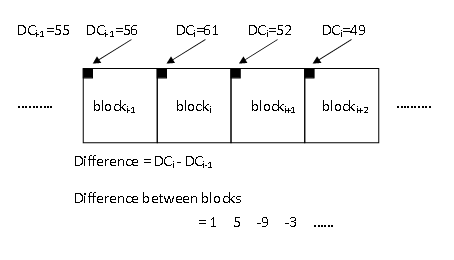 DCᵢ₊₁=55 DCᵢ₊₁=56 DCᵢ=61 DCᵢ=52 DCᵢ=49
.......... blockᵢ₋₁ blockᵢ blockᵢ₊₁ blockᵢ₊₂ ..........
Difference = DCᵢ - DCᵢ₋₁
Difference between blocks
= 1 5 -9 -3 ......